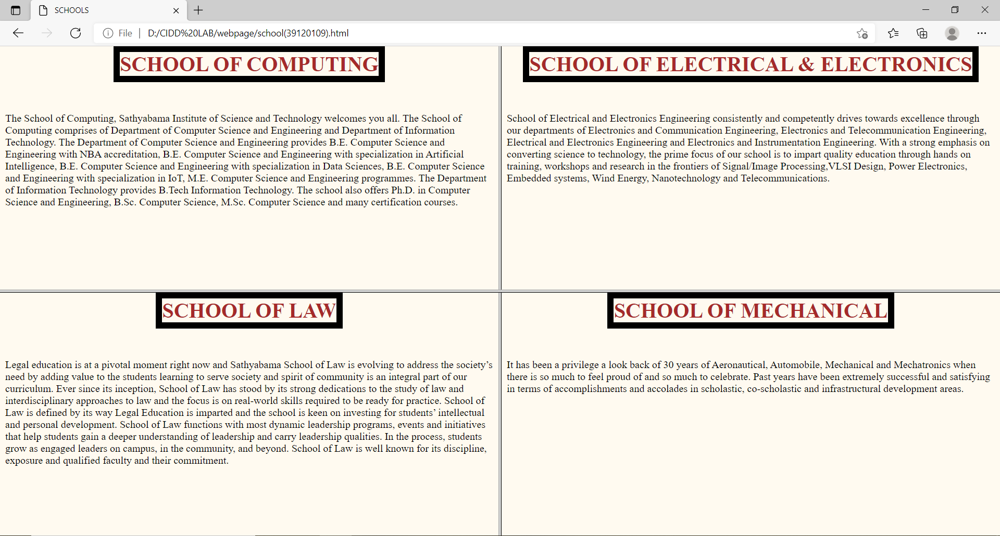 SCHOOLS
File
D:/CIDD%20LAB/webpage/school(39120109).html
SCHOOL OF COMPUTING
The School of Computing, Sathyabama Institute of Science and Technology welcomes you all. The School of
Computing comprises of Department of Computer Science and Engineering and Department of Information
Technology. The Department of Computer Science and Engineering provides B.E. Computer Science and
Engineering with NBA accreditation, B.E. Computer Science and Engineering with specialization in Artificial
Intelligence, B.E. Computer Science and Engineering with specialization in Data Sciences, B.E. Computer Science
and Engineering with specialization in IoT, M.E. Computer Science and Engineering programmes. The Department
of Information Technology provides B.Tech Information Technology. The school also offers Ph.D. in Computer
Science and Engineering, B.Sc. Computer Science, M.Sc. Computer Science and many certification courses.
SCHOOL OF ELECTRICAL & ELECTRONICS
School of Electrical and Electronics Engineering consistently and competently drives towards excellence through
our departments of Electronics and Communication Engineering, Electronics and Telecommunication Engineering,
Electrical and Electronics Engineering and Electronics and Instrumentation Engineering. With a strong emphasis on
converting science to technology, the prime focus of our school is to impart quality education through hands on
training, workshops and research in the frontiers of Signal/Image Processing,VLSI Design, Power Electronics,
Embedded systems, Wind Energy, Nanotechnology and Telecommunications.
SCHOOL OF LAW
Legal education is at a pivotal moment right now and Sathyabama School of Law is evolving to address the society’s
need by adding value to the students learning to serve society and spirit of community is an integral part of our
curriculum. Ever since its inception, School of Law has stood by its strong dedications to the study of law and
interdisciplinary approaches to law and the focus is on real-world skills required to be ready for practice. School of
Law is defined by its way Legal Education is imparted and the school is keen on investing for students’ intellectual
and personal development. School of Law functions with most dynamic leadership programs, events and initiatives
that help students gain a deeper understanding of leadership and carry leadership qualities. In the process, students
grow as engaged leaders on campus, in the community, and beyond. School of Law is well known for its discipline,
exposure and qualified faculty and their commitment.
SCHOOL OF MECHANICAL
It has been a privilege a look back of 30 years of Aeronautical, Automobile, Mechanical and Mechatronics when
there is so much to feel proud of and so much to celebrate. Past years have been extremely successful and satisfying
in terms of accomplishments and accolades in scholastic, co-scholastic and infrastructural development areas.